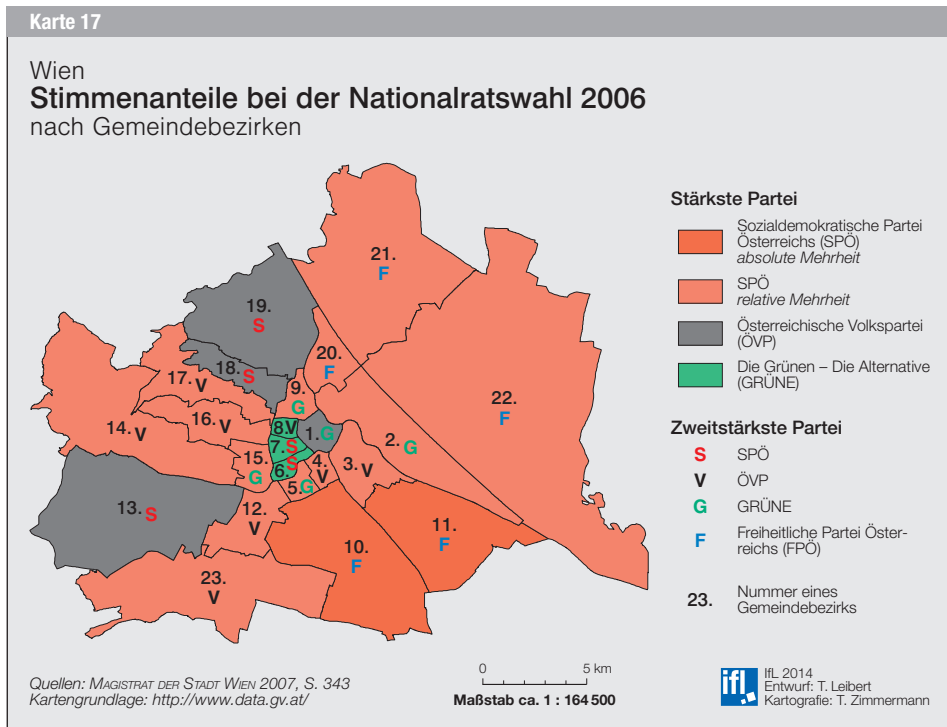 Karte 17
Wien
Stimmenanteile bei der Nationalratswahl 2006
nach Gemeindebezirken
21.
F
19.
S
20.
F
18. S
17. V
9.
G
22.
F
16. V
14. V
8. V
1. G
2. G
7. S
15.
G
6. S
4.
V
3. V
5. G
13. S
12.
V
11.
F
10.
F
23.
V
Stärkste Partei
Sozialdemokratische Partei
Österreichs (SPÖ)
absolute Mehrheit
SPÖ
relative Mehrheit
Österreichische Volkspartei
(ÖVP)
Die Grünen – Die Alternative
(GRÜNE)
Zweitstärkste Partei
S SPÖ
V ÖVP
G GRÜNE
F Freiheitliche Partei Öster-
reichs (FPÖ)
23. Nummer eines
Gemeindebezirks
Quellen: MAGISTRAT DER STADT WIEN 2007, S. 343
Kartengrundlage: http://www.data.gv.at/
0 5 km
Maßstab ca. 1 : 164 500
ifl
IfL 2014
Entwurf: T. Leibert
Kartografie: T. Zimmermann